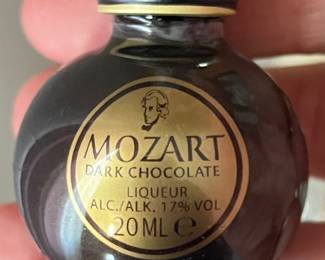 MOZART
DARK CHOCOLATE
LIQUEUR
ALC./ALK. 17% VOL
20 ML ℮